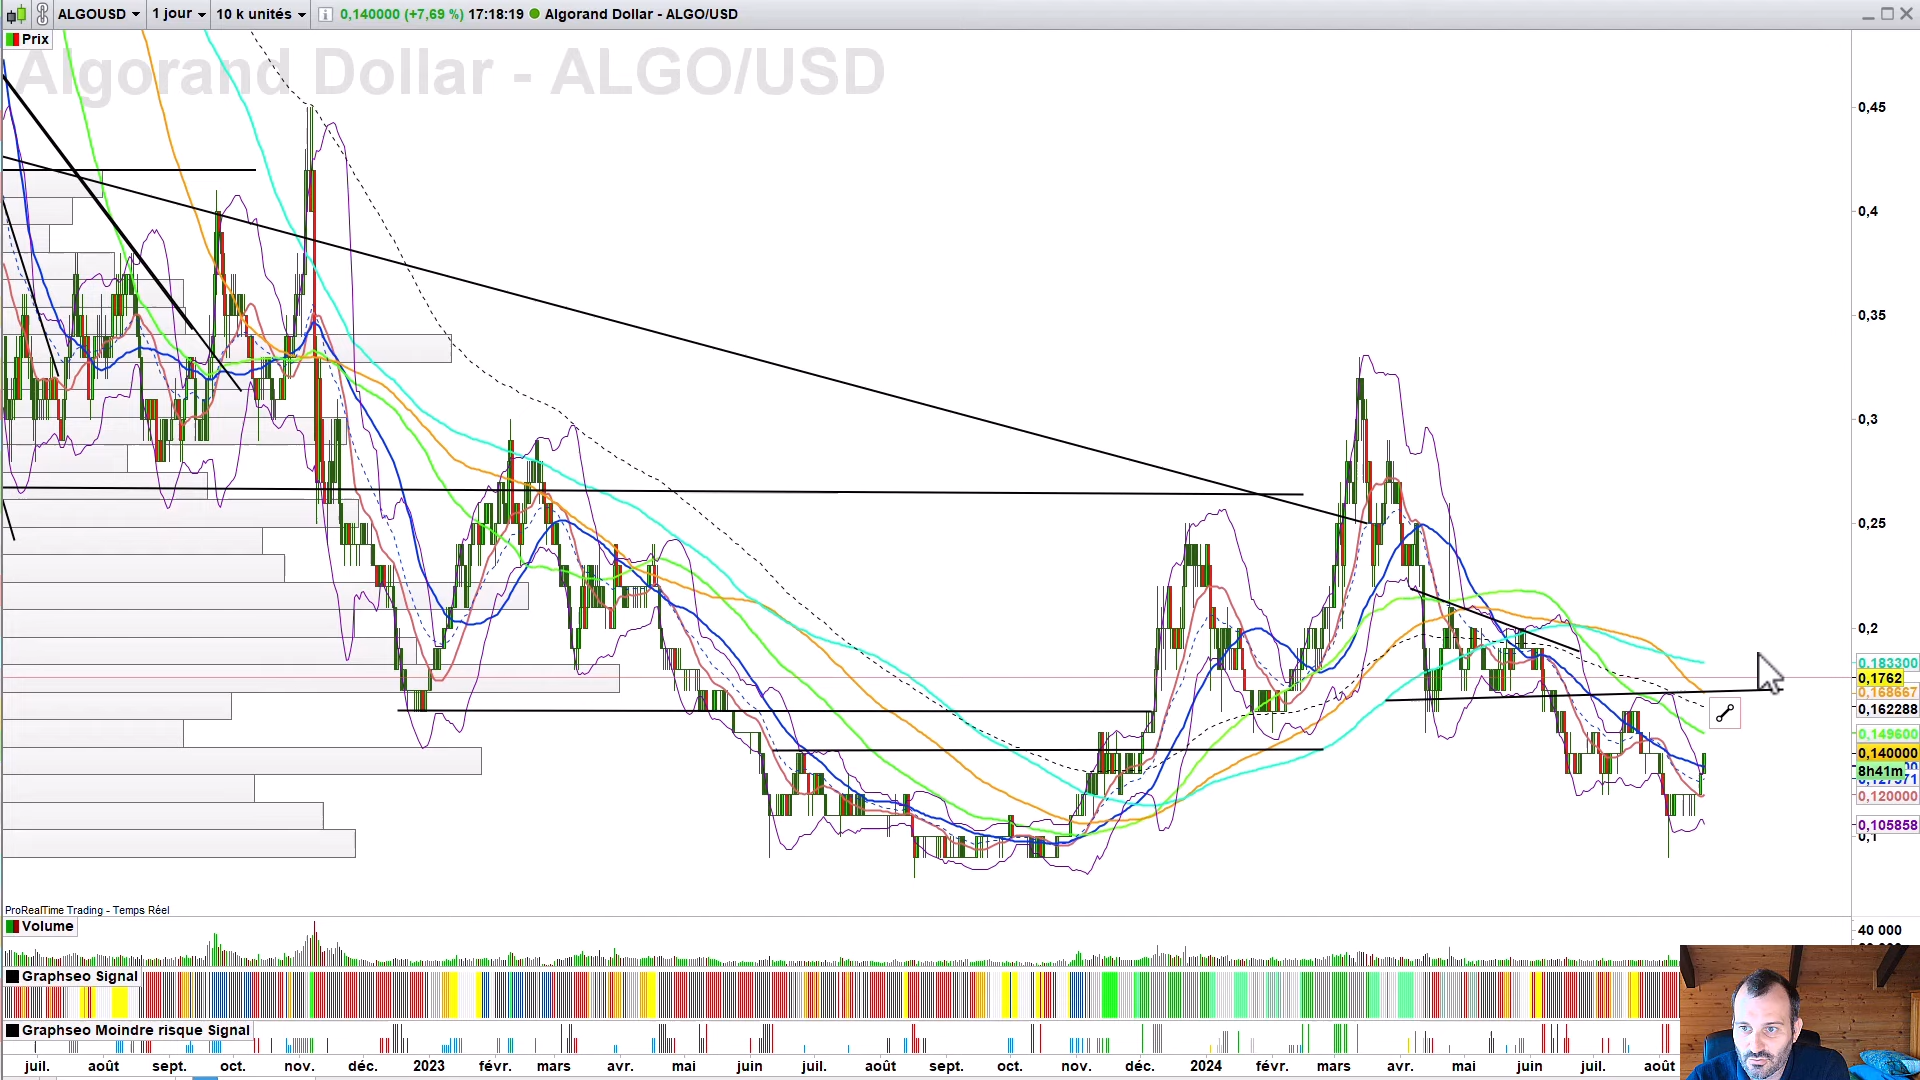 ALGOUSD 1 jour 10 k unités 0,140000 (+7,69 %) 17:18:19 Algorand Dollar - ALGO/USD
Prix
Algorand Dollar - ALGO/USD
0,45
0,4
0,35
0,3
0,25
0,2
0,183300
0,1762
0,168667
0,162288
0,149600
0,140000
8h41m
0,120000
0,105858
0,1
ProRealTime Trading - Temps Réel
Volume
40 000
Graphseo Signal
Graphseo Moindre risque Signal
juil. août sept. oct. nov. déc. 2023 févr. mars avr. mai juin juil. août sept. oct. nov. déc. 2024 févr. mars avr. mai juin juil. août